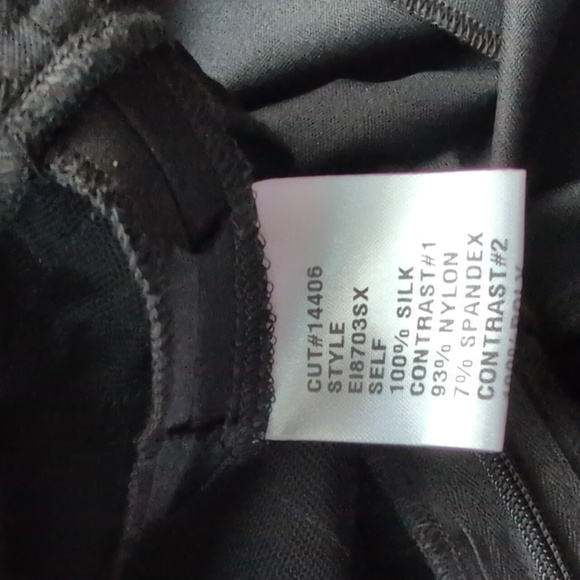 CUT#14406
STYLE
EI8703SX
SELF
100% SILK
CONTRAST#1
93% NYLON
7% SPANDEX
CONTRAST#2